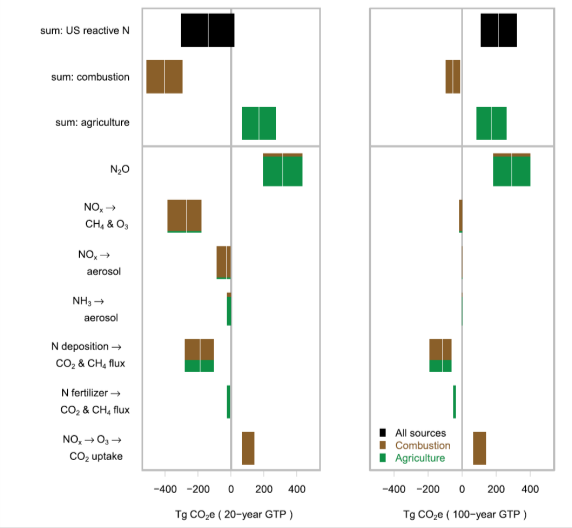 sum: US reactive N
sum: combustion
sum: agriculture
N₂O
NOₓ →
CH₄ & O₃
NOₓ →
aerosol
NH₃ →
aerosol
N deposition →
CO₂ & CH₄ flux
N fertilizer →
CO₂ & CH₄ flux
NOₓ → O₃ →
CO₂ uptake
All sources
Combustion
Agriculture
−400 −200 0 200 400
−400 −200 0 200 400
Tg CO₂e ( 20−year GTP )
Tg CO₂e ( 100−year GTP )